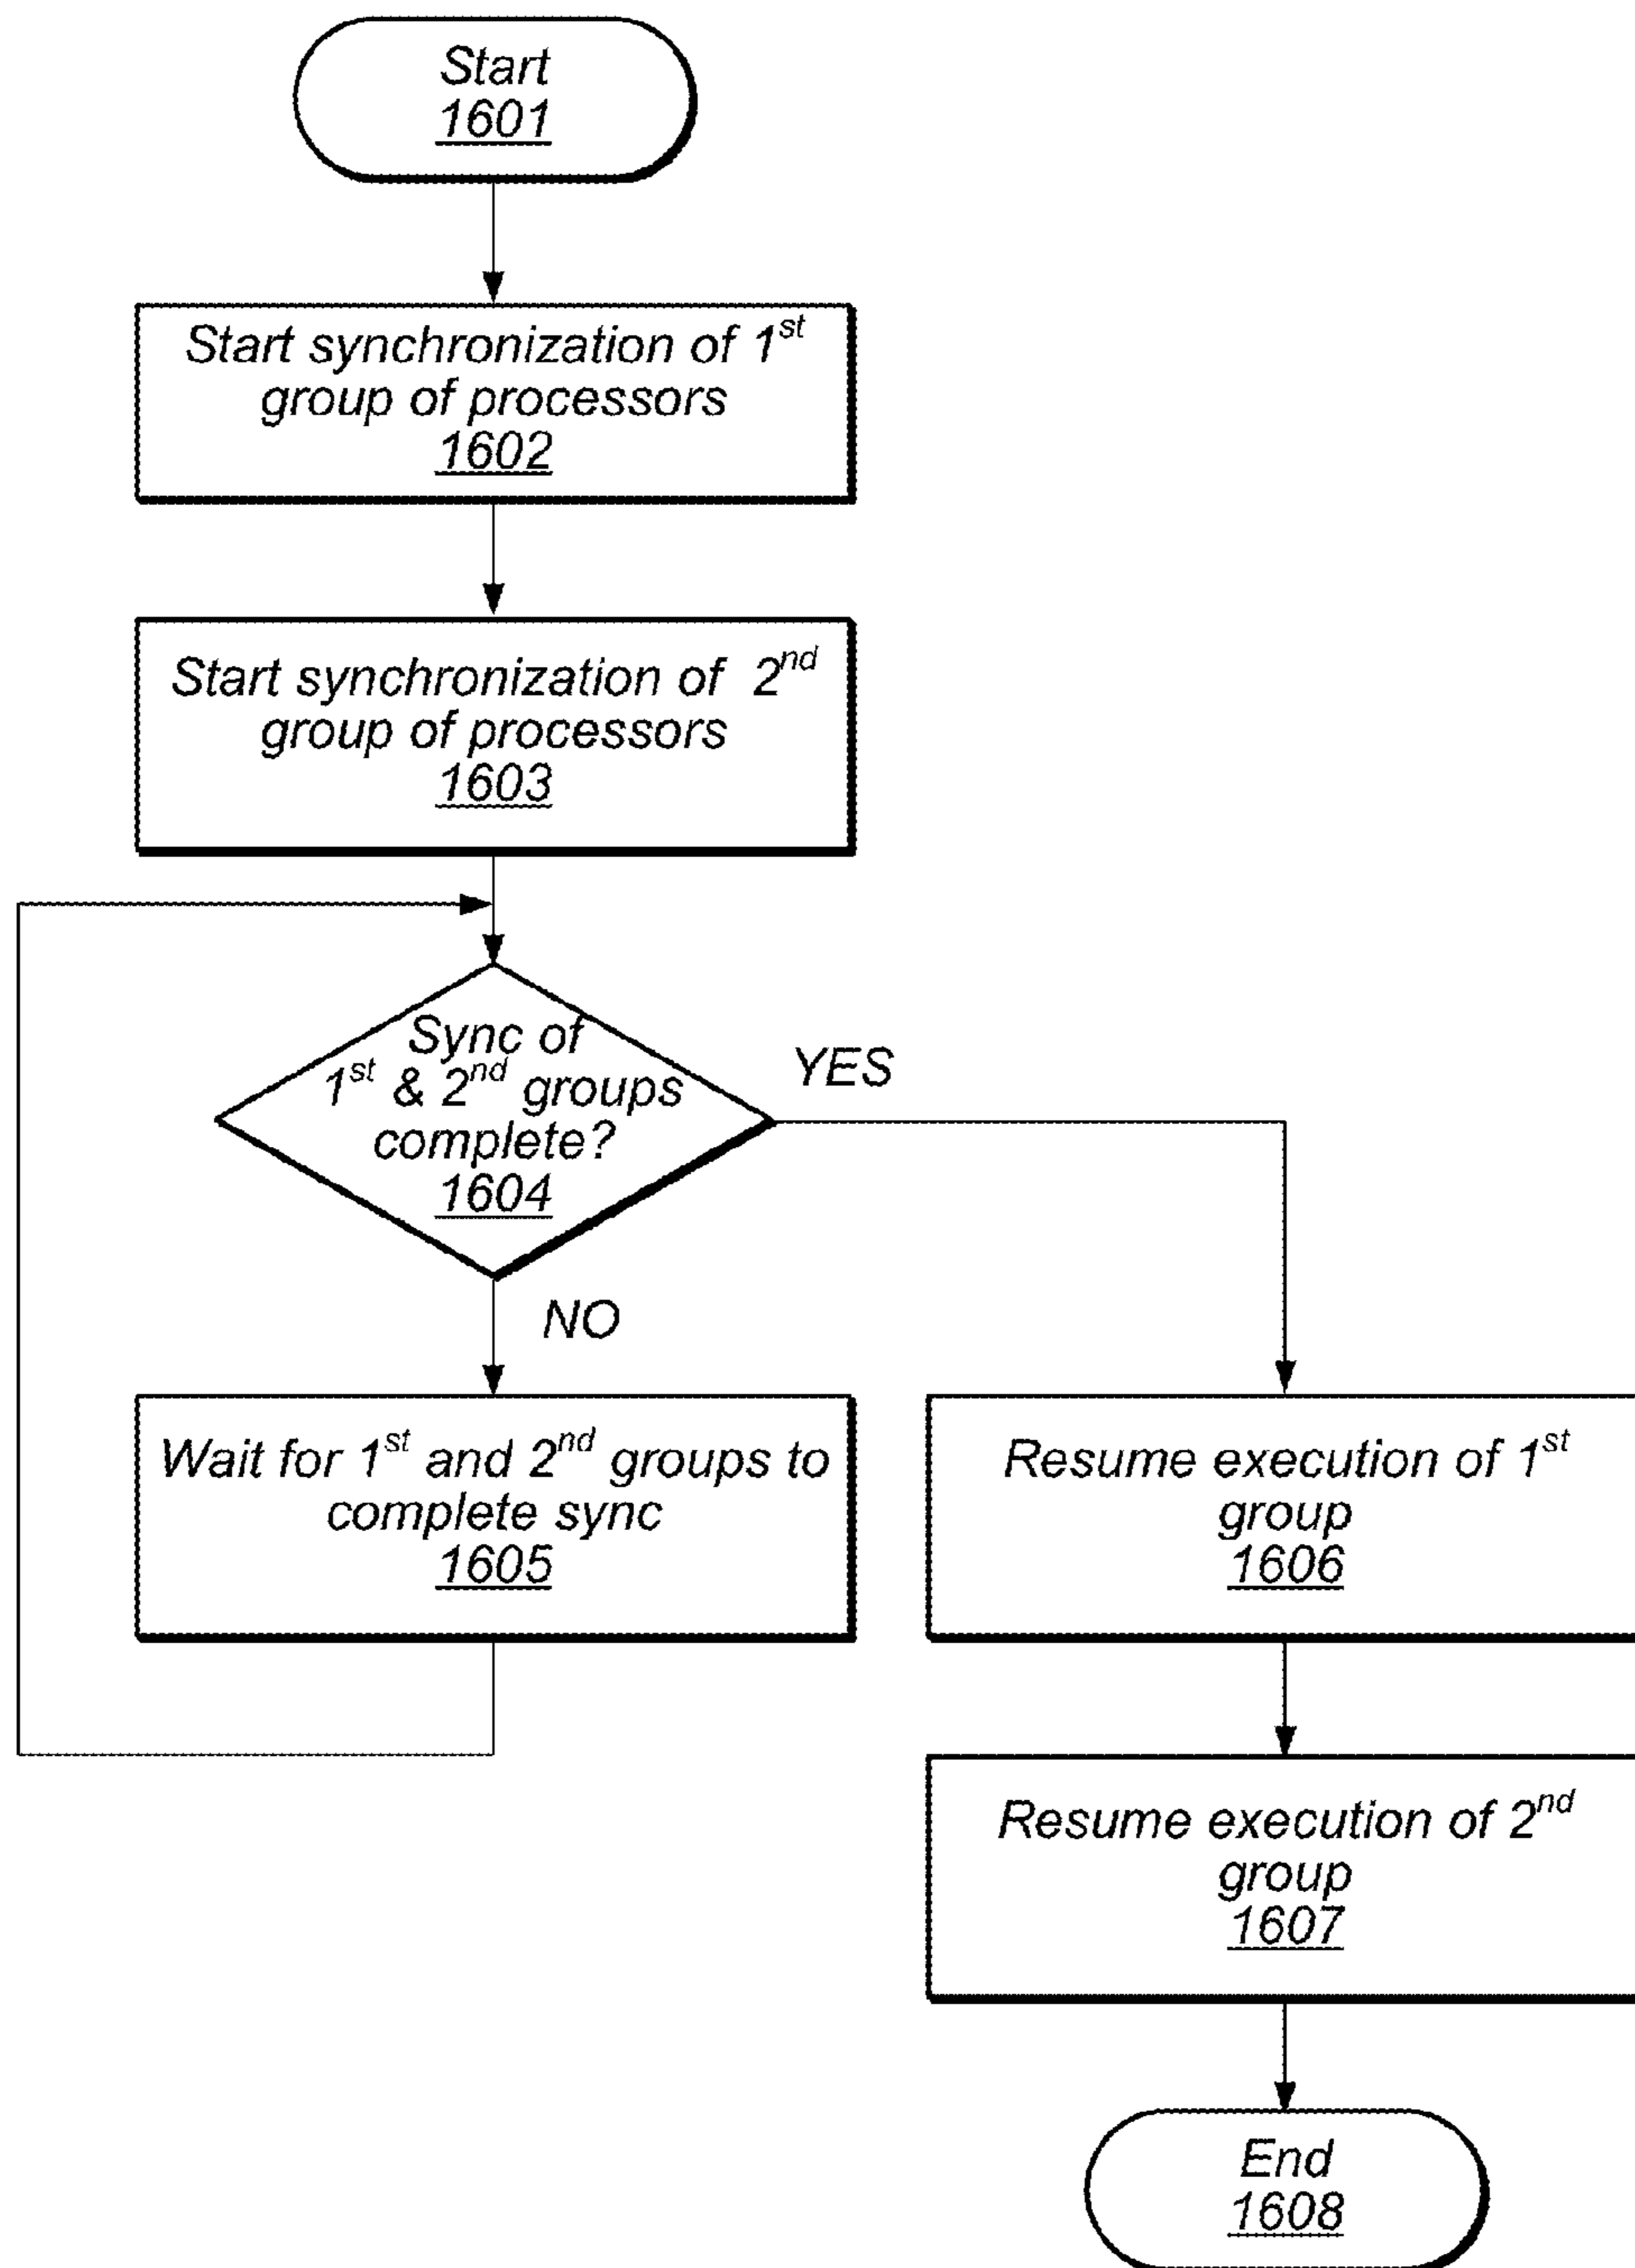 Start
1601
Start synchronization of 1st
group of processors
1602
Start synchronization of 2nd
group of processors
1603
Sync of
1st & 2nd groups
complete?
1604
YES
NO
Wait for 1st and 2nd groups to
complete sync
1605
Resume execution of 1st
group
1606
Resume execution of 2nd
group
1607
End
1608